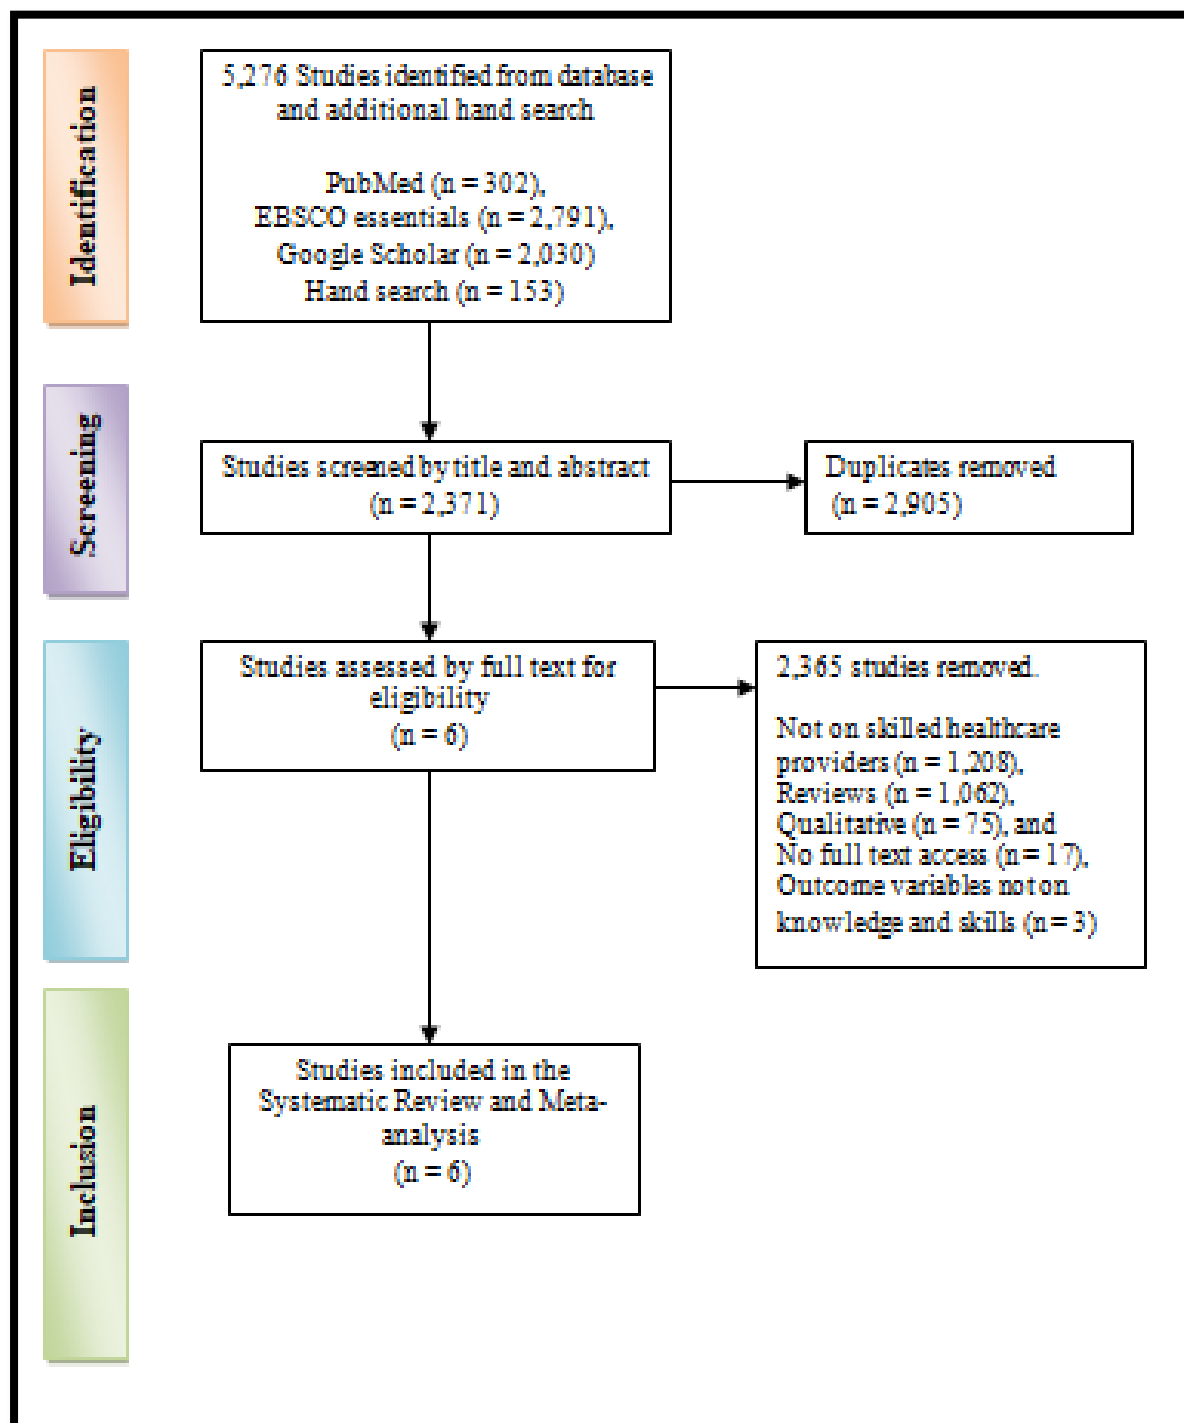 Identification
5,276 Studies identified from database
and additional hand search
PubMed (n = 302),
EBSCO essentials (n = 2,791),
Google Scholar (n = 2,030)
Hand search (n = 153)
Screening
Studies screened by title and abstract
(n = 2,371)
Duplicates removed
(n = 2,905)
Eligibility
Studies assessed by full text for
eligibility
(n = 6)
2,365 studies removed.
Not on skilled healthcare
providers (n = 1,208),
Reviews (n = 1,062),
Qualitative (n = 75), and
No full text access (n = 17),
Outcome variables not on
knowledge and skills (n = 3)
Inclusion
Studies included in the
Systematic Review and Meta-
analysis
(n = 6)